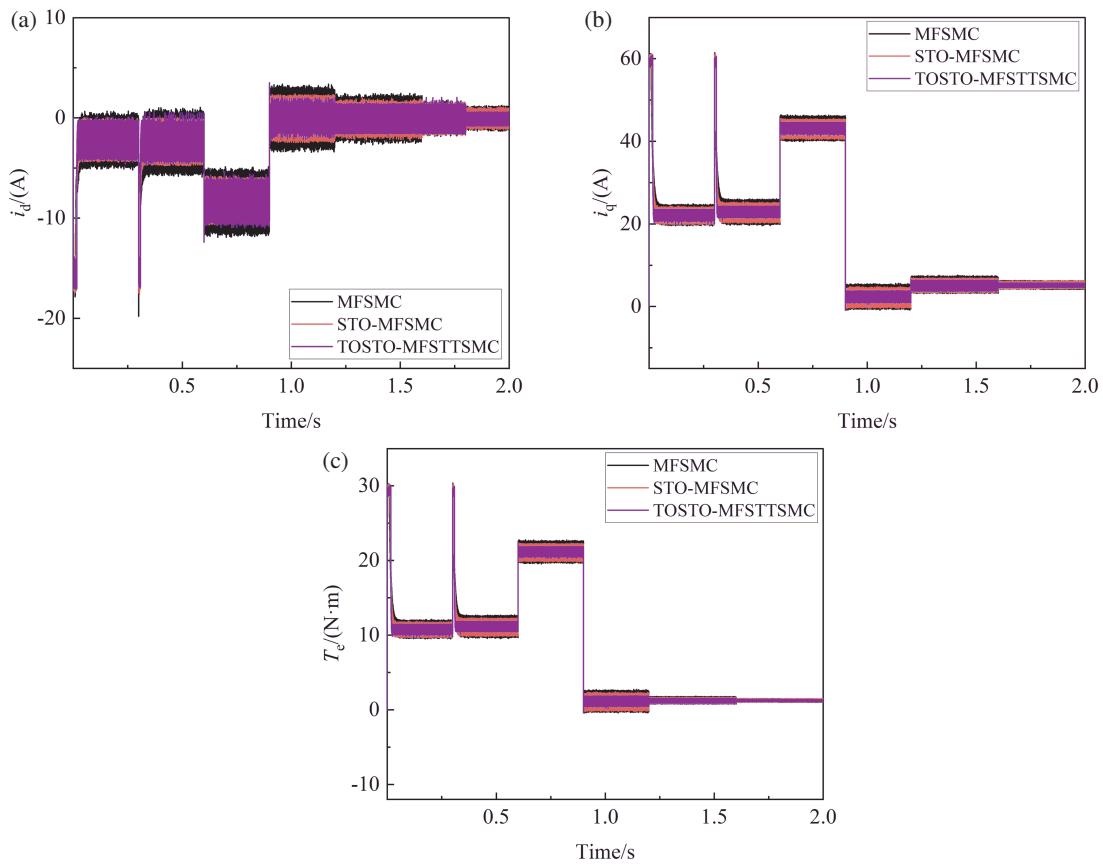 (a)
10
0
-10
-20
i_d/(A)
MFSMC
STO-MFSMC
TOSTO-MFSTTSMC
0.5
1.0
1.5
2.0
Time/s
(b)
60
40
20
0
i_q/(A)
MFSMC
STO-MFSMC
TOSTO-MFSTTSMC
0.5
1.0
1.5
2.0
Time/s
(c)
30
20
10
0
-10
T_e/(N·m)
MFSMC
STO-MFSMC
TOSTO-MFSTTSMC
0.5
1.0
1.5
2.0
Time/s